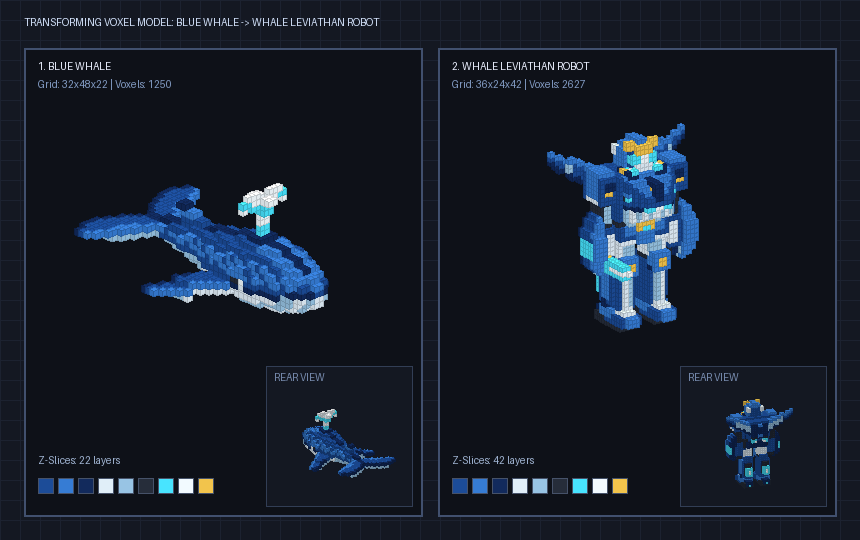 TRANSFORMING VOXEL MODEL: BLUE WHALE -> WHALE LEVIATHAN ROBOT
1. BLUE WHALE
Grid: 32x48x22 | Voxels: 1250
REAR VIEW
Z-Slices: 22 layers
2. WHALE LEVIATHAN ROBOT
Grid: 36x24x42 | Voxels: 2627
REAR VIEW
Z-Slices: 42 layers